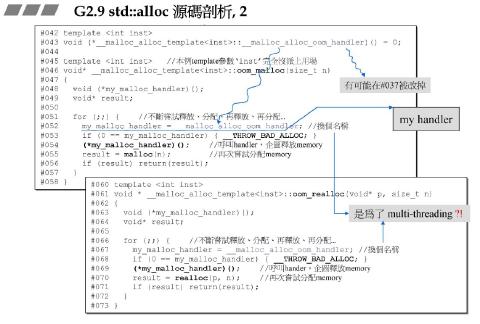 G2.9 std::alloc 源碼剖析, 2
#042 template <int inst>
#043 void (*__malloc_alloc_template<inst>::__malloc_alloc_oom_handler)() = 0;
#044
#045 template <int inst> //本例template參數‘inst’完全沒派上用場
#046 void* __malloc_alloc_template<inst>::oom_malloc(size_t n)
#047 {
#048 void (*my_malloc_handler)();
#049 void* result;
#050
#051 for (;;) { //不斷嘗試釋放、分配、再釋放、再分配…
#052 my_malloc_handler = __malloc_alloc_oom_handler; //換個名稱
#053 if (0 == my_malloc_handler) { __THROW_BAD_ALLOC; }
#054 (*my_malloc_handler)(); //呼叫handler，企圖釋放memory
#055 result = malloc(n); //再次嘗試分配memory
#056 if (result) return(result);
#057 }
#058 }
有可能在#037被改掉
my handler
#060 template <int inst>
#061 void * __malloc_alloc_template<inst>::oom_realloc(void* p, size_t n)
#062 {
#063 void (*my_malloc_handler)();
#064 void* result;
#065
#066 for (;;) { //不斷嘗試釋放、分配、再釋放、再分配…
#067 my_malloc_handler = __malloc_alloc_oom_handler; //換個名稱
#068 if (0 == my_malloc_handler) { __THROW_BAD_ALLOC; }
#069 (*my_malloc_handler)(); //呼叫hander，企圖釋放memory
#070 result = realloc(p, n); //再次嘗試分配memory
#071 if (result) return(result);
#072 }
#073 }
是為了 multi-threading ?!